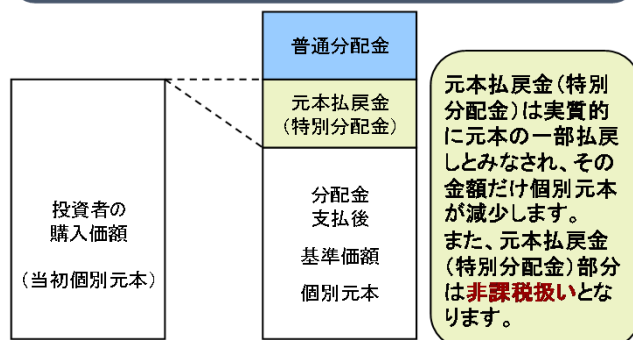 普通分配金
元本払戻金
(特別分配金)
投資者の
購入価額
(当初個別元本)
分配金
支払後
基準価額
個別元本
元本払戻金(特別
分配金)は実質的
に元本の一部払戻
しとみなされ、その
金額だけ個別元本
が減少します。
また、元本払戻金
(特別分配金)部分
は非課税扱いとな
ります。